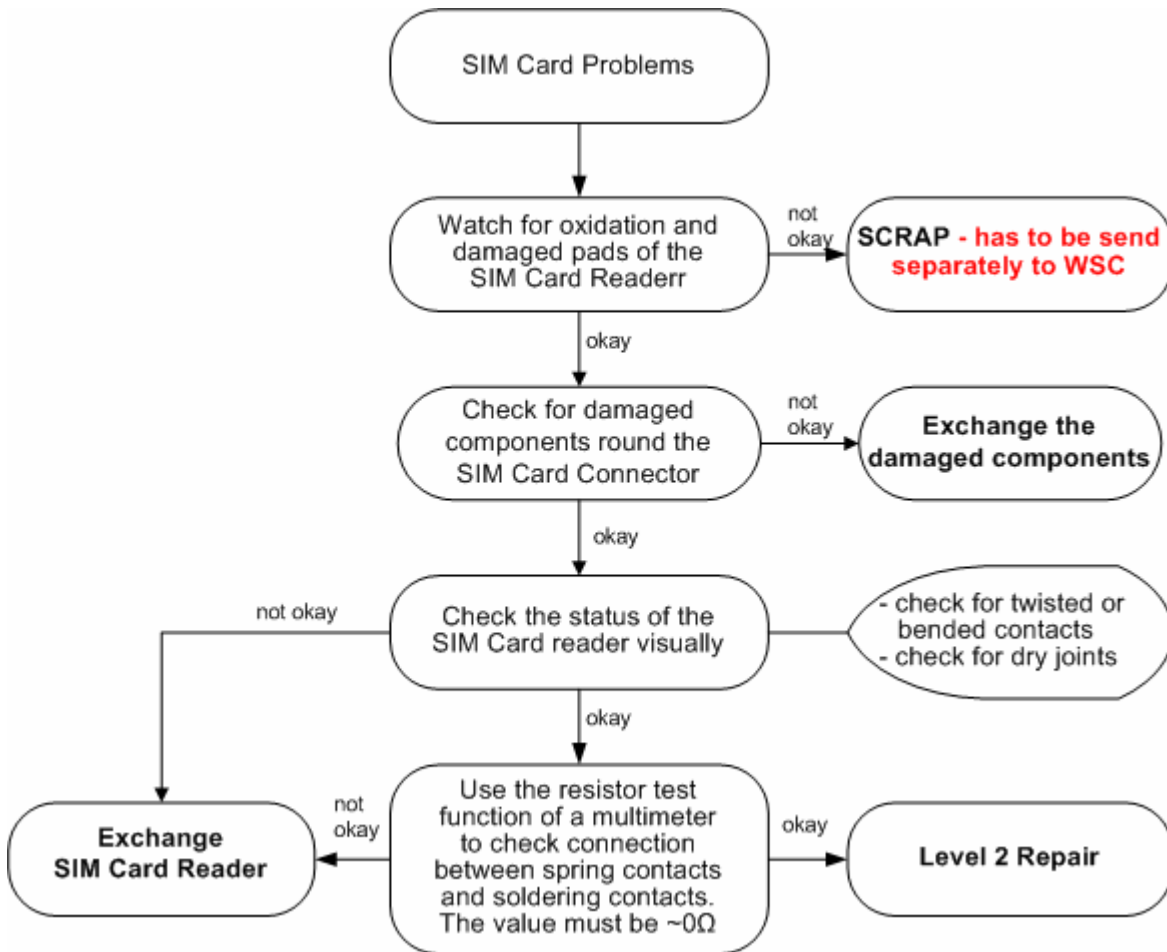 SIM Card Problems
Watch for oxidation and
damaged pads of the
SIM Card Readerr
not
okay
SCRAP - has to be send
separately to WSC
okay
Check for damaged
components round the
SIM Card Connector
not
okay
Exchange the
damaged components
okay
not okay
Check the status of the
SIM Card reader visually
- check for twisted or
bended contacts
- check for dry joints
okay
Exchange
SIM Card Reader
not
okay
Use the resistor test
function of a multimeter
to check connection
between spring contacts
and soldering contacts.
The value must be ~0Ω
okay
Level 2 Repair